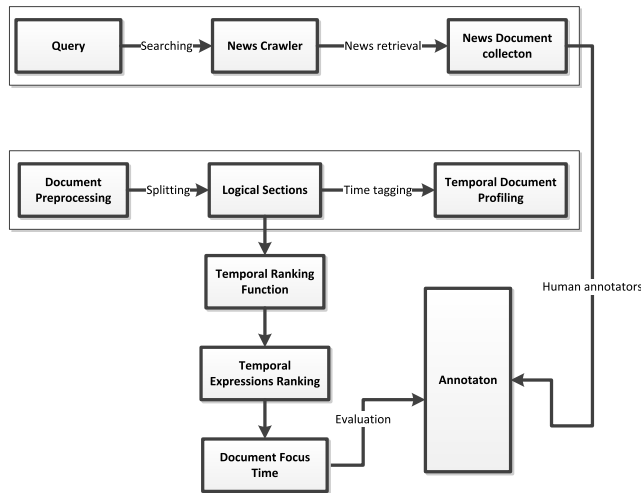 Query
Searching
News Crawler
News retrieval
News Document
collecton
Document
Preprocessing
Splitting
Logical Sections
Time tagging
Temporal Document
Profiling
Temporal Ranking
Function
Human annotators
Temporal
Expressions Ranking
Annotaton
Evaluation
Document Focus
Time